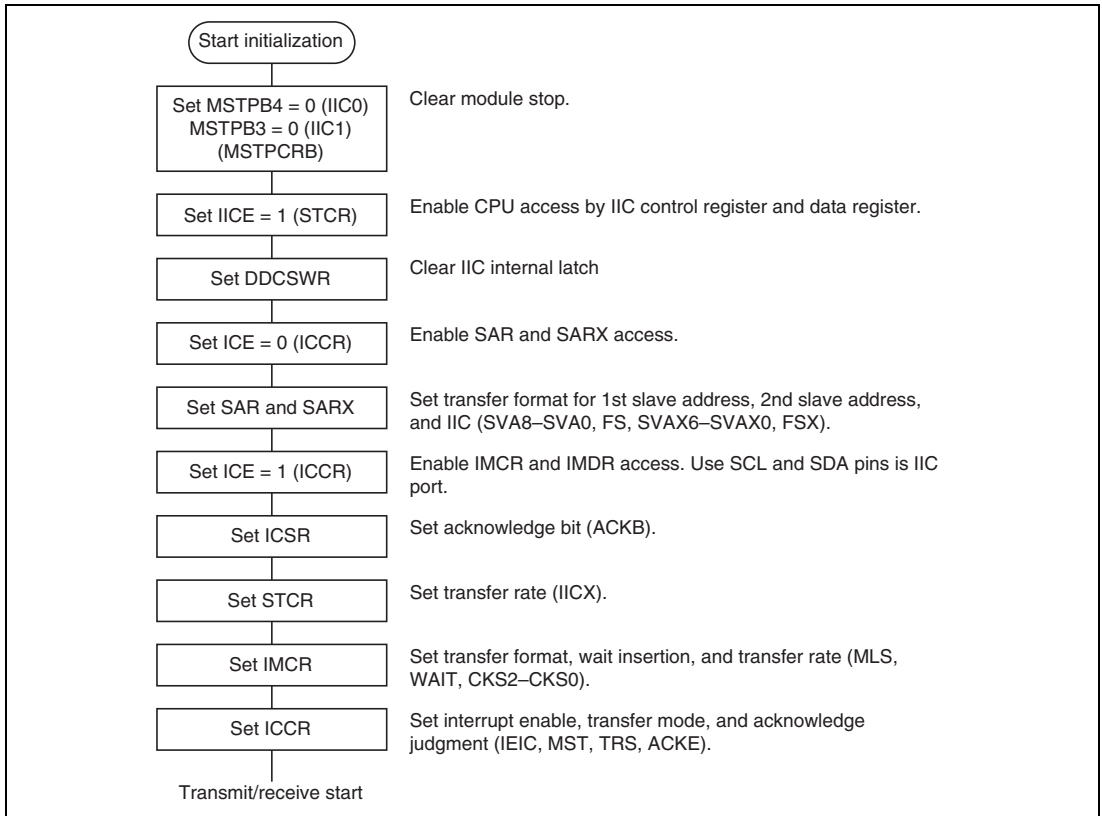 Start initialization
Set MSTPB4 = 0 (IIC0)
MSTPB3 = 0 (IIC1)
(MSTPCRB)
Clear module stop.
Set IICE = 1 (STCR)
Enable CPU access by IIC control register and data register.
Set DDCSWR
Clear IIC internal latch
Set ICE = 0 (ICCR)
Enable SAR and SARX access.
Set SAR and SARX
Set transfer format for 1st slave address, 2nd slave address,
and IIC (SVA8–SVA0, FS, SVAX6–SVAX0, FSX).
Set ICE = 1 (ICCR)
Enable IMCR and IMDR access. Use SCL and SDA pins is IIC
port.
Set ICSR
Set acknowledge bit (ACKB).
Set STCR
Set transfer rate (IICX).
Set IMCR
Set transfer format, wait insertion, and transfer rate (MLS,
WAIT, CKS2–CKS0).
Set ICCR
Set interrupt enable, transfer mode, and acknowledge
judgment (IEIC, MST, TRS, ACKE).
Transmit/receive start